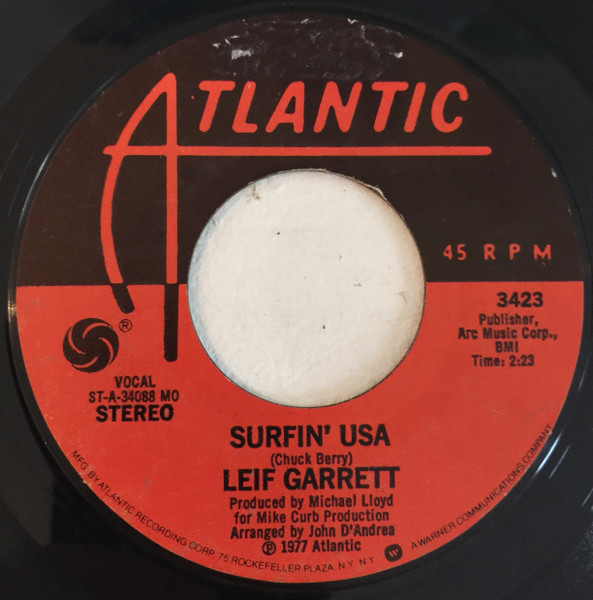 ATLANTIC
45 RPM
®
3423
Publisher,
Arc Music Corp.,
BMI
Time: 2:23
VOCAL
ST-A-34088 MO
STEREO
SURFIN' USA
(Chuck Berry)
LEIF GARRETT
Produced by Michael Lloyd
for Mike Curb Production
Arranged by John D'Andrea
℗ 1977 Atlantic
MFG. BY ATLANTIC RECORDING CORP. 75 ROCKEFELLER PLAZA, N.Y. N.Y. W A WARNER COMMUNICATIONS COMPANY